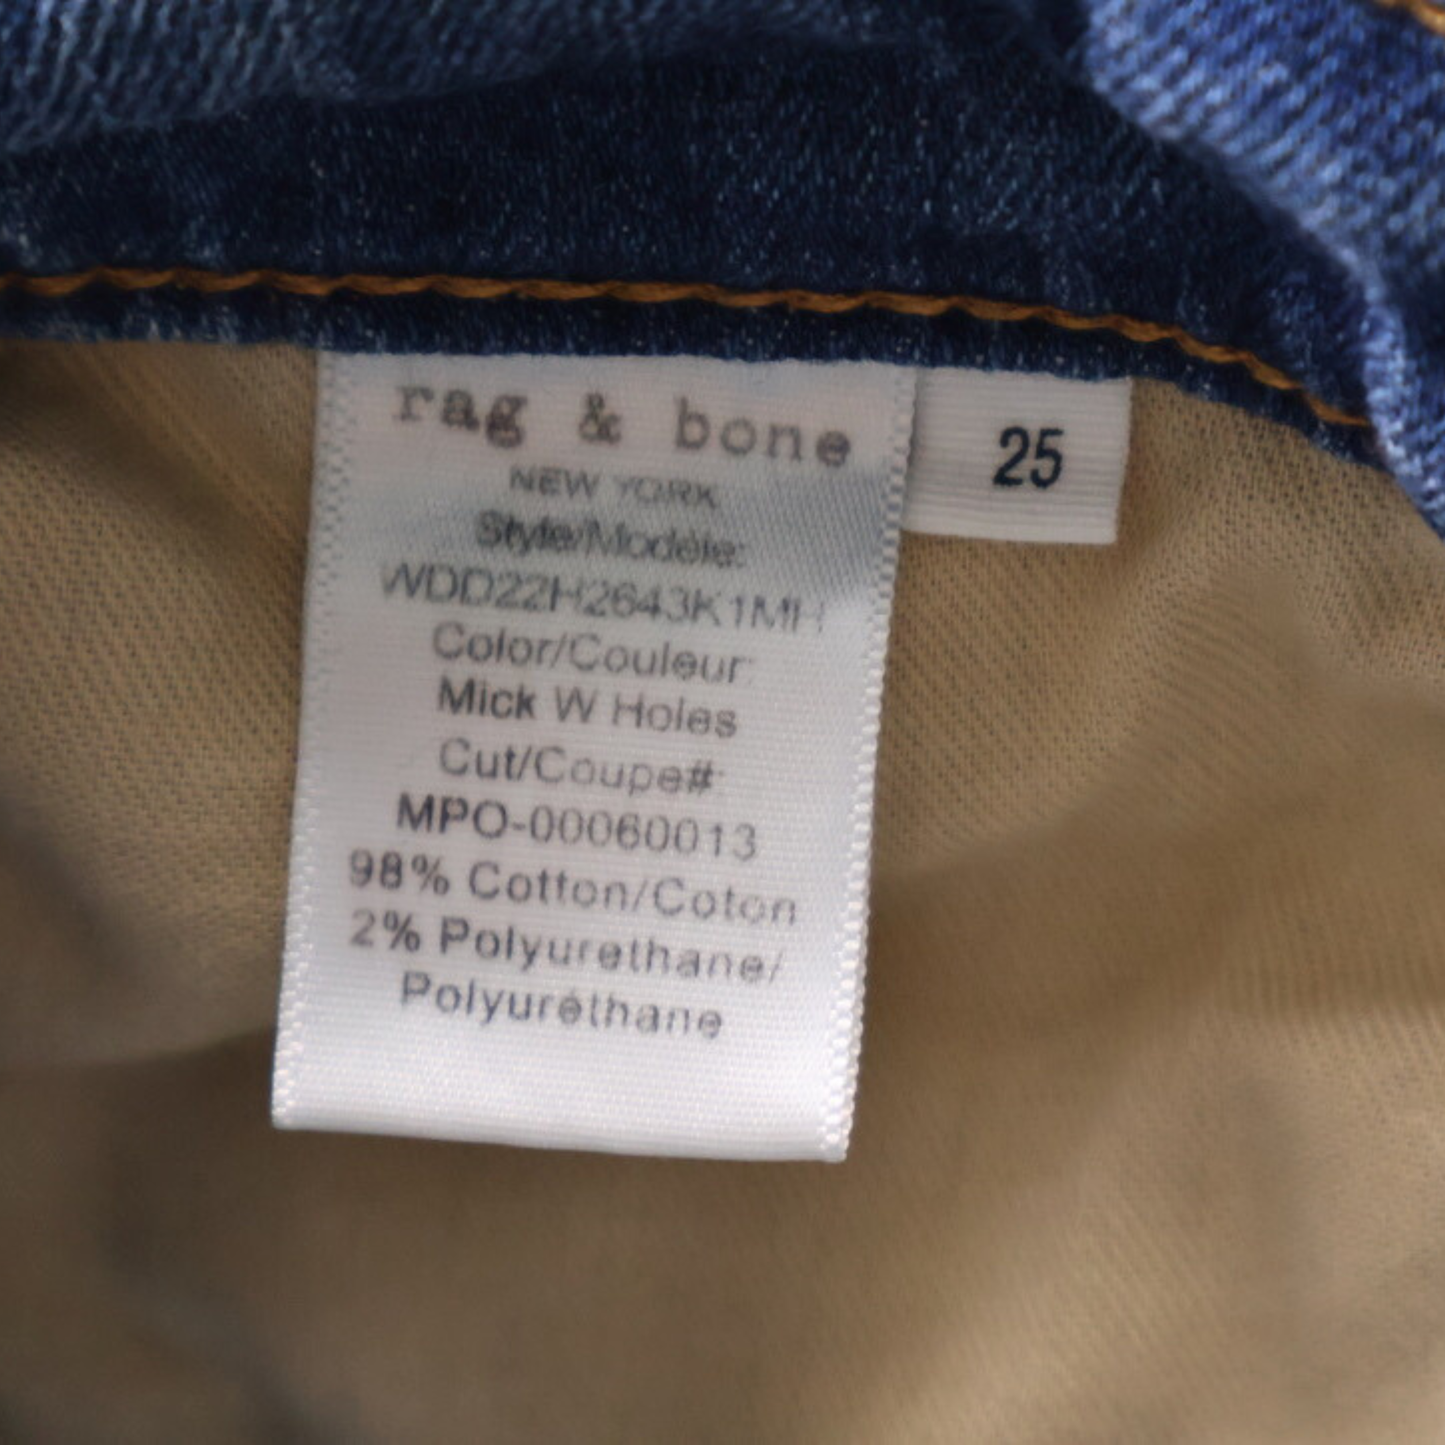 rag & bone
25
NEW YORK
Style/Modèle:
WDD22H2643K1MH
Color/Couleur:
Mick W Holes
Cut/Coupe#:
MPO-00060013
98% Cotton/Coton
2% Polyurethane/
Polyuréthane